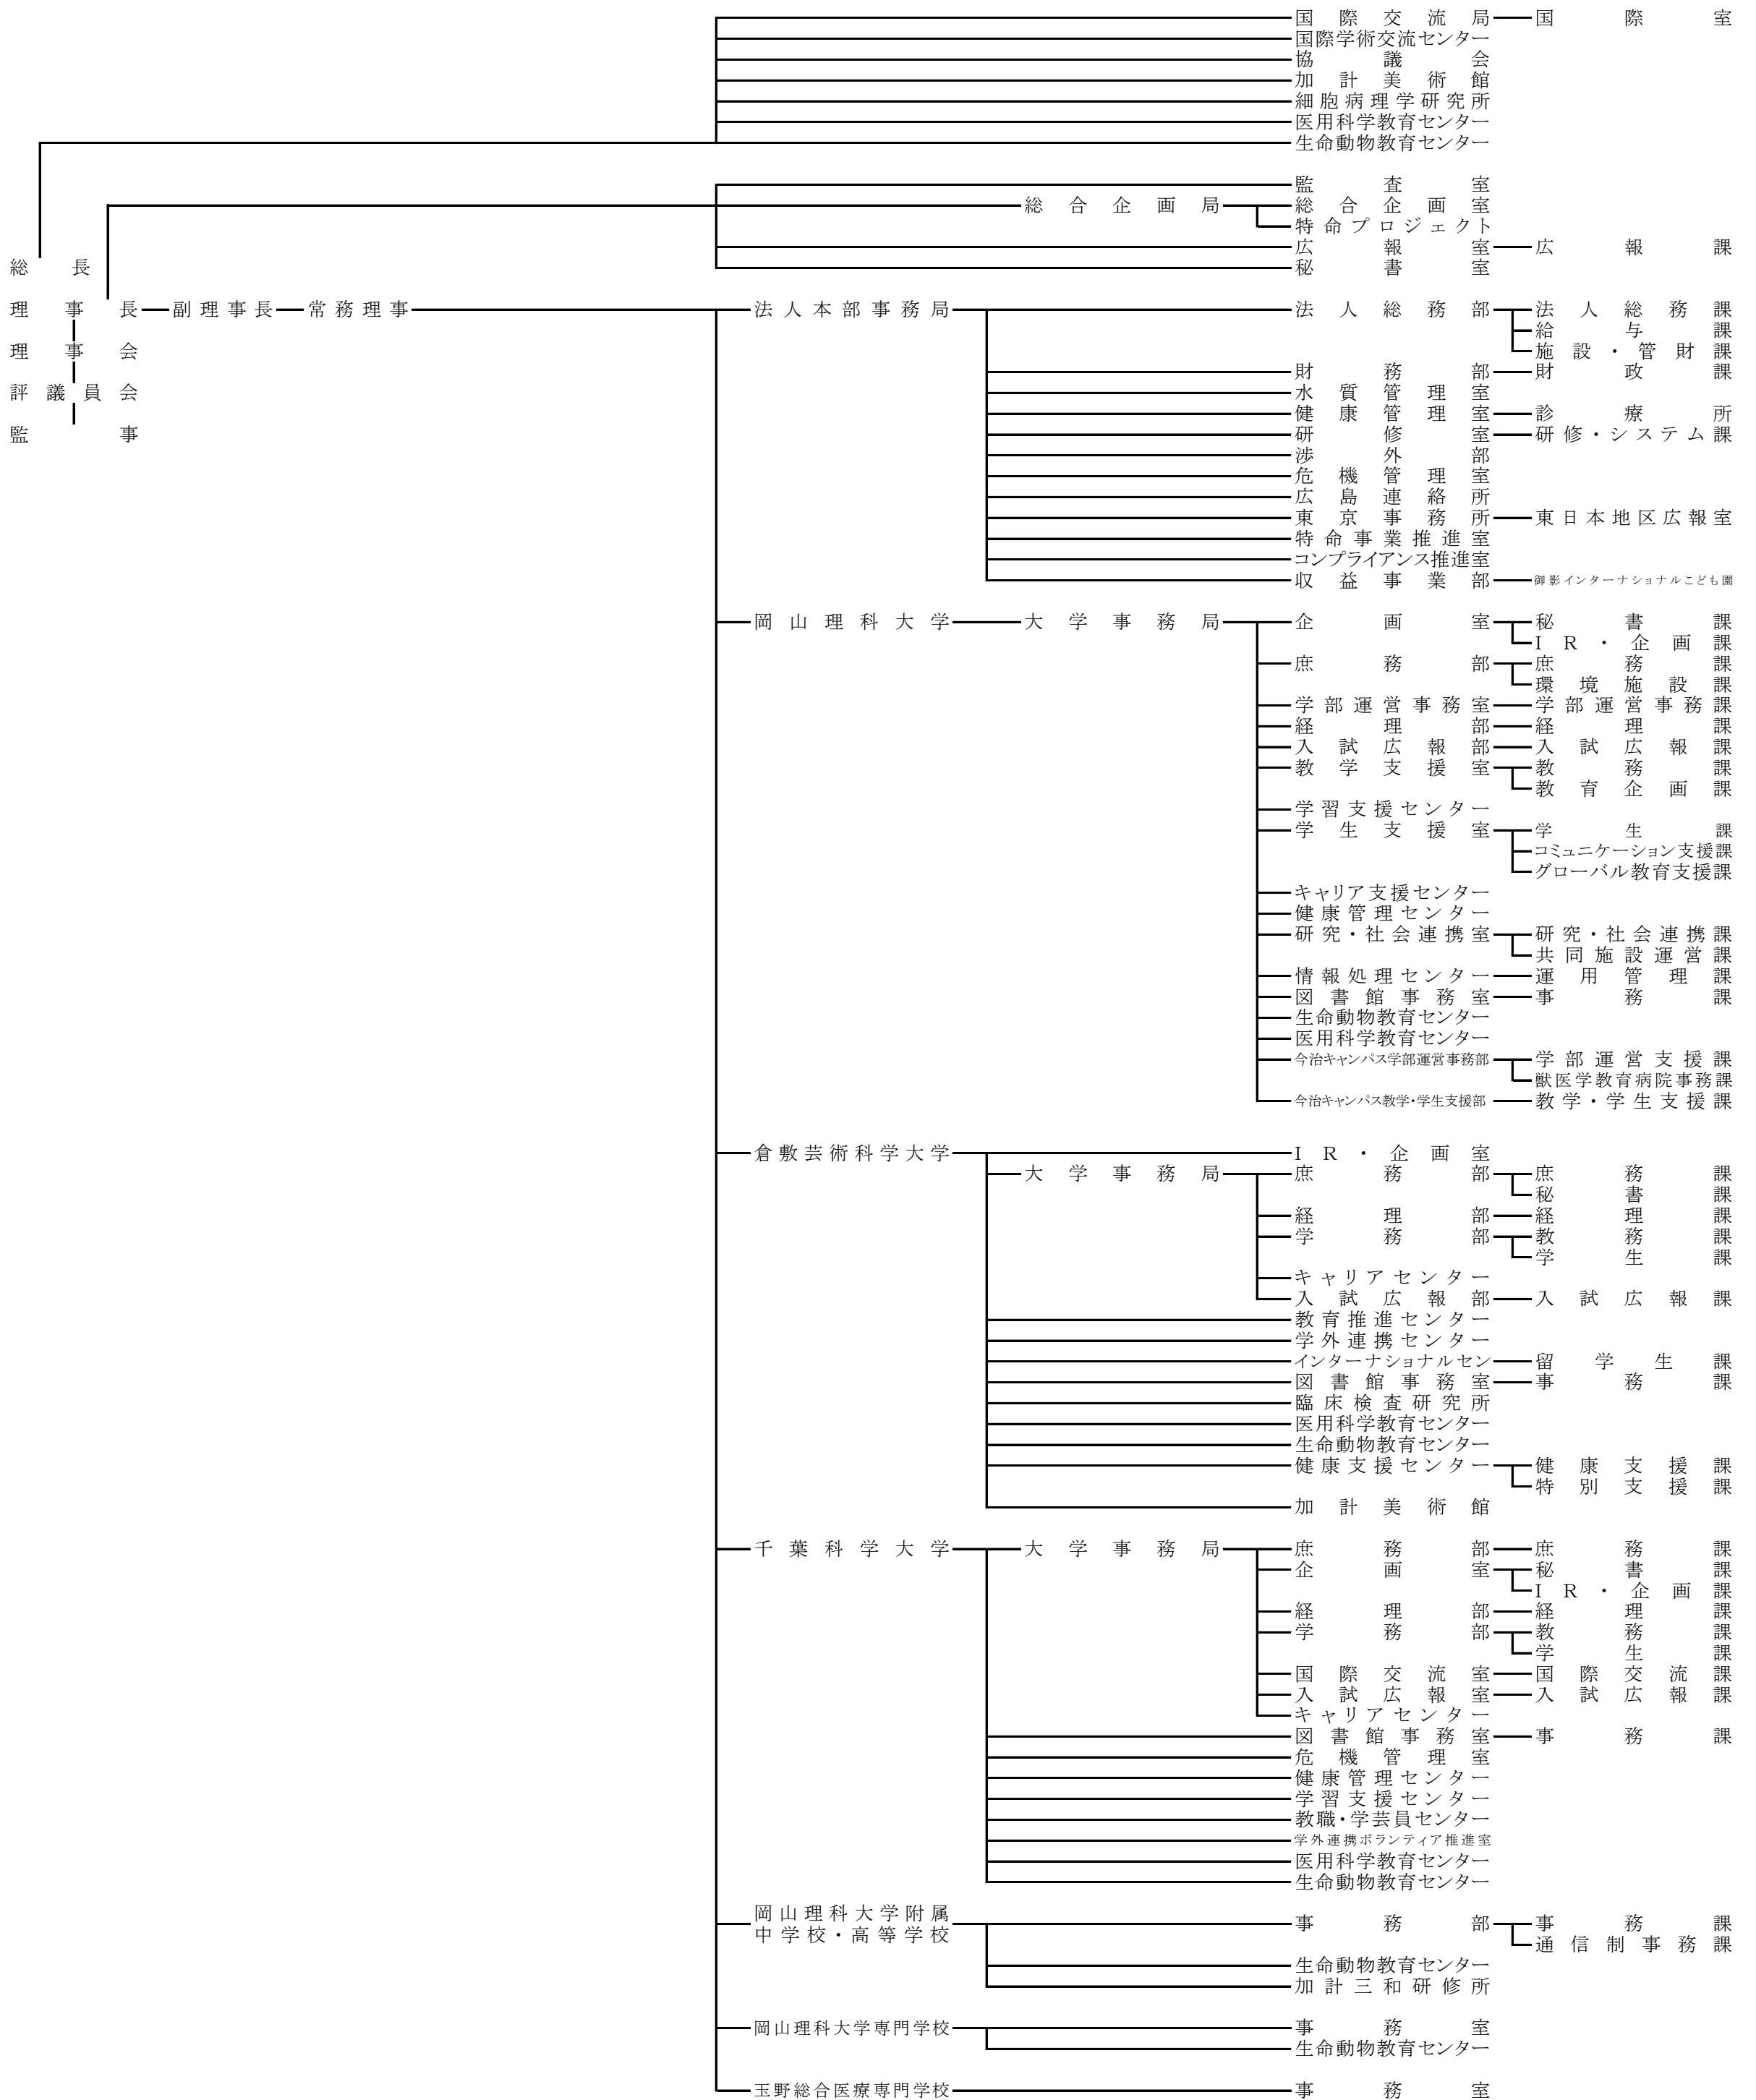 国際交流局 国際室
国際学術交流センター
協議会
加計美術館
細胞病理学研究所
医用科学教育センター
生命動物教育センター
監査室
総合企画局 総合企画室
特命プロジェクト
広報室 広報課
総長 秘書室
理事長 副理事長 常務理事 法人本部事務局 法人総務部 法人総務課
給与課
理事会 施設・管財課
財務部 財政課
評議員会 水質管理室
健康管理室 診療所
監事 研修室 研修・システム課
渉外部
危機管理室
広島連絡所
東京事務所 東日本地区広報室
特命事業推進室
コンプライアンス推進室
収益事業部 御影インターナショナルこども園
岡山理科大学 大学事務局 企画室 秘書課
IR・企画課
庶務部 庶務課
環境施設課
学部運営事務室 学部運営事務課
経理部 経理課
入試広報部 入試広報課
教学支援室 教務課
教育企画課
学習支援センター
学生支援室 学生課
コミュニケーション支援課
グローバル教育支援課
キャリア支援センター
健康管理センター
研究・社会連携室 研究・社会連携課
共同施設運営課
情報処理センター 運用管理課
図書館事務室 事務課
生命動物教育センター
医用科学教育センター
今治キャンパス学部運営事務部 学部運営支援課
獣医学教育病院事務課
今治キャンパス教学・学生支援部 教学・学生支援課
倉敷芸術科学大学 IR・企画室
大学事務局 庶務部 庶務課
秘書課
経理部 経理課
学務部 教務課
学生課
キャリアセンター
入試広報部 入試広報課
教育推進センター
学外連携センター
インターナショナルセン 留学生課
図書館事務室 事務課
臨床検査研究所
医用科学教育センター
生命動物教育センター
健康支援センター 健康支援課
特別支援課
加計美術館
千葉科学大学 大学事務局 庶務部 庶務課
企画室 秘書課
IR・企画課
経理部 経理課
学務部 教務課
学生課
国際交流室 国際交流課
入試広報室 入試広報課
キャリアセンター
図書館事務室 事務課
危機管理室
健康管理センター
学習支援センター
教職・学芸員センター
学外連携ボランティア推進室
医用科学教育センター
生命動物教育センター
岡山理科大学附属
中学校・高等学校 事務部 事務課
通信制事務課
生命動物教育センター
加計三和研修所
岡山理科大学専門学校 事務室
生命動物教育センター
玉野総合医療専門学校 事務室